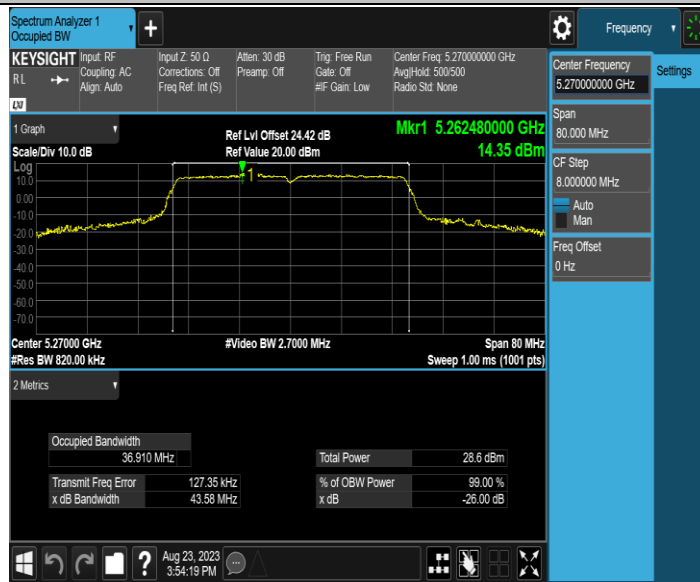 Spectrum Analyzer 1
Occupied BW
+
Frequency
KEYSIGHT
RL
LXI
Input: RF
Coupling: AC
Align: Auto
Input Z: 50 Ω
Corrections: Off
Freq Ref: Int (S)
Atten: 30 dB
Preamp: Off
Trig: Free Run
Gate: Off
#IF Gain: Low
Center Freq: 5.270000000 GHz
Avg|Hold: 500/500
Radio Std: None
Center Frequency
5.270000000 GHz
Settings
Span
80.000 MHz
CF Step
8.000000 MHz
Auto
Man
Freq Offset
0 Hz
1 Graph
Scale/Div 10.0 dB
Ref Lvl Offset 24.42 dB
Ref Value 20.00 dBm
Mkr1 5.262480000 GHz
14.35 dBm
Log
10.0
0.00
-10.0
-20.0
-30.0
-40.0
-50.0
-60.0
-70.0
1
Center 5.27000 GHz
#Res BW 820.00 kHz
#Video BW 2.7000 MHz
Span 80 MHz
Sweep 1.00 ms (1001 pts)
2 Metrics
Occupied Bandwidth
36.910 MHz
Total Power 28.6 dBm
Transmit Freq Error 127.35 kHz
% of OBW Power 99.00 %
x dB Bandwidth 43.58 MHz
x dB -26.00 dB
?
Aug 23, 2023
3:54:19 PM